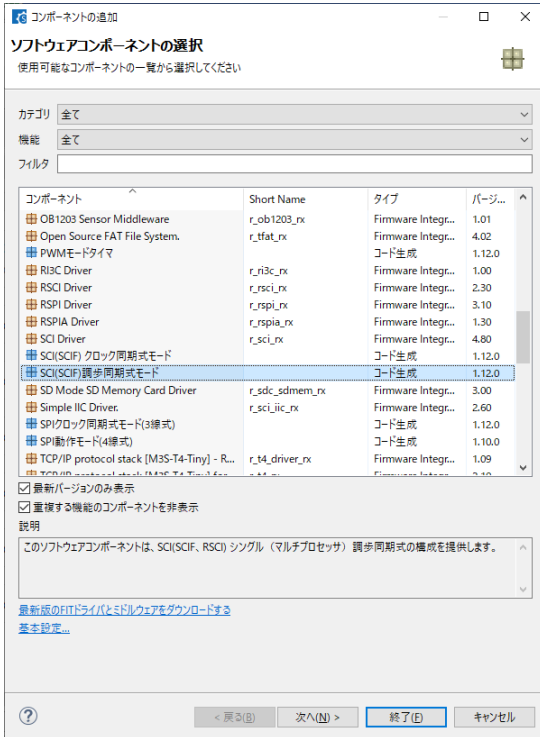 コンポーネントの追加
ソフトウェアコンポーネントの選択
使用可能なコンポーネントの一覧から選択してください
カテゴリ 全て
機能 全て
フィルタ
コンポーネント Short Name タイプ バージ...
OB1203 Sensor Middleware r_ob1203_rx Firmware Integr... 1.01
Open Source FAT File System. r_tfat_rx Firmware Integr... 4.02
PWMモードタイマ コード生成 1.12.0
RI3C Driver r_ri3c_rx Firmware Integr... 1.00
RSCI Driver r_rsci_rx Firmware Integr... 2.30
RSPI Driver r_rspi_rx Firmware Integr... 3.10
RSPIA Driver r_rspia_rx Firmware Integr... 1.30
SCI Driver r_sci_rx Firmware Integr... 4.80
SCI(SCIF) クロック同期式モード コード生成 1.12.0
SCI(SCIF)調歩同期式モード コード生成 1.12.0
SD Mode SD Memory Card Driver r_sdc_sdmem_rx Firmware Integr... 3.00
Simple IIC Driver. r_sci_iic_rx Firmware Integr... 2.60
SPIクロック同期式モード(3線式) コード生成 1.12.0
SPI動作モード(4線式) コード生成 1.10.0
TCP/IP protocol stack [M3S-T4-Tiny] - R... r_t4_driver_rx Firmware Integr... 1.09
最新バージョンのみ表示
重複する機能のコンポーネントを非表示
説明
このソフトウェアコンポーネントは、SCI(SCIF、RSCI) シングル（マルチプロセッサ）調歩同期式の構成を提供します。
最新版のFITドライバとミドルウェアをダウンロードする
基本設定...
< 戻る(B) 次へ(N) > 終了(F) キャンセル